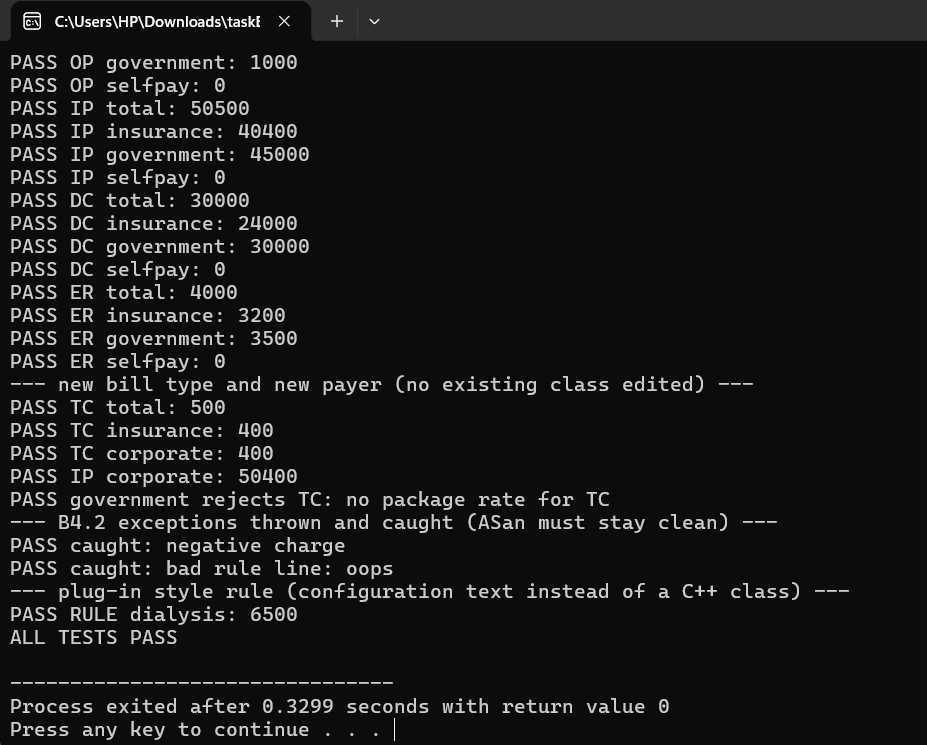 C:\Users\HP\Downloads\taskE
PASS OP government: 1000
PASS OP selfpay: 0
PASS IP total: 50500
PASS IP insurance: 40400
PASS IP government: 45000
PASS IP selfpay: 0
PASS DC total: 30000
PASS DC insurance: 24000
PASS DC government: 30000
PASS DC selfpay: 0
PASS ER total: 4000
PASS ER insurance: 3200
PASS ER government: 3500
PASS ER selfpay: 0
--- new bill type and new payer (no existing class edited) ---
PASS TC total: 500
PASS TC insurance: 400
PASS TC corporate: 400
PASS IP corporate: 50400
PASS government rejects TC: no package rate for TC
--- B4.2 exceptions thrown and caught (ASan must stay clean) ---
PASS caught: negative charge
PASS caught: bad rule line: oops
--- plug-in style rule (configuration text instead of a C++ class) ---
PASS RULE dialysis: 6500
ALL TESTS PASS
--------------------------------
Process exited after 0.3299 seconds with return value 0
Press any key to continue . . .